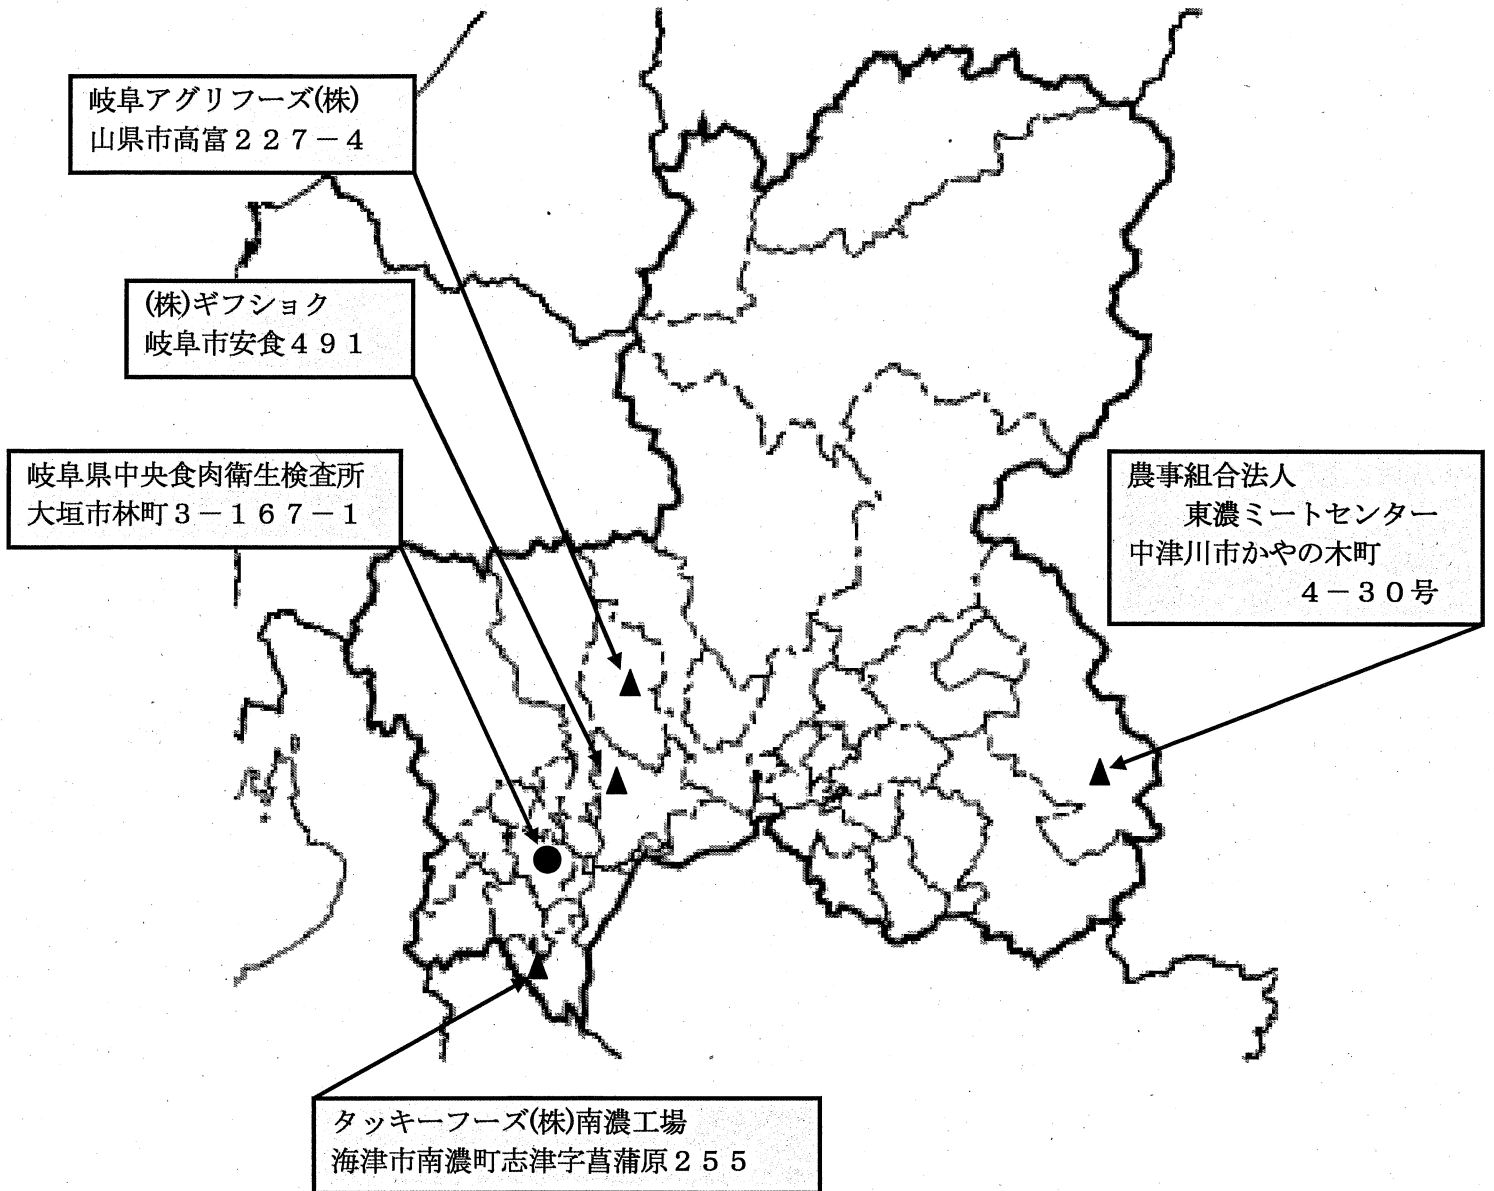 岐阜アグリフーズ(株)
山県市高富２２７－４
(株)ギフショク
岐阜市安食４９１
岐阜県中央食肉衛生検査所
大垣市林町３－１６７－１
農事組合法人
東濃ミートセンター
中津川市かやの木町
４－３０号
タッキーフーズ(株)南濃工場
海津市南濃町志津字菖蒲原２５５